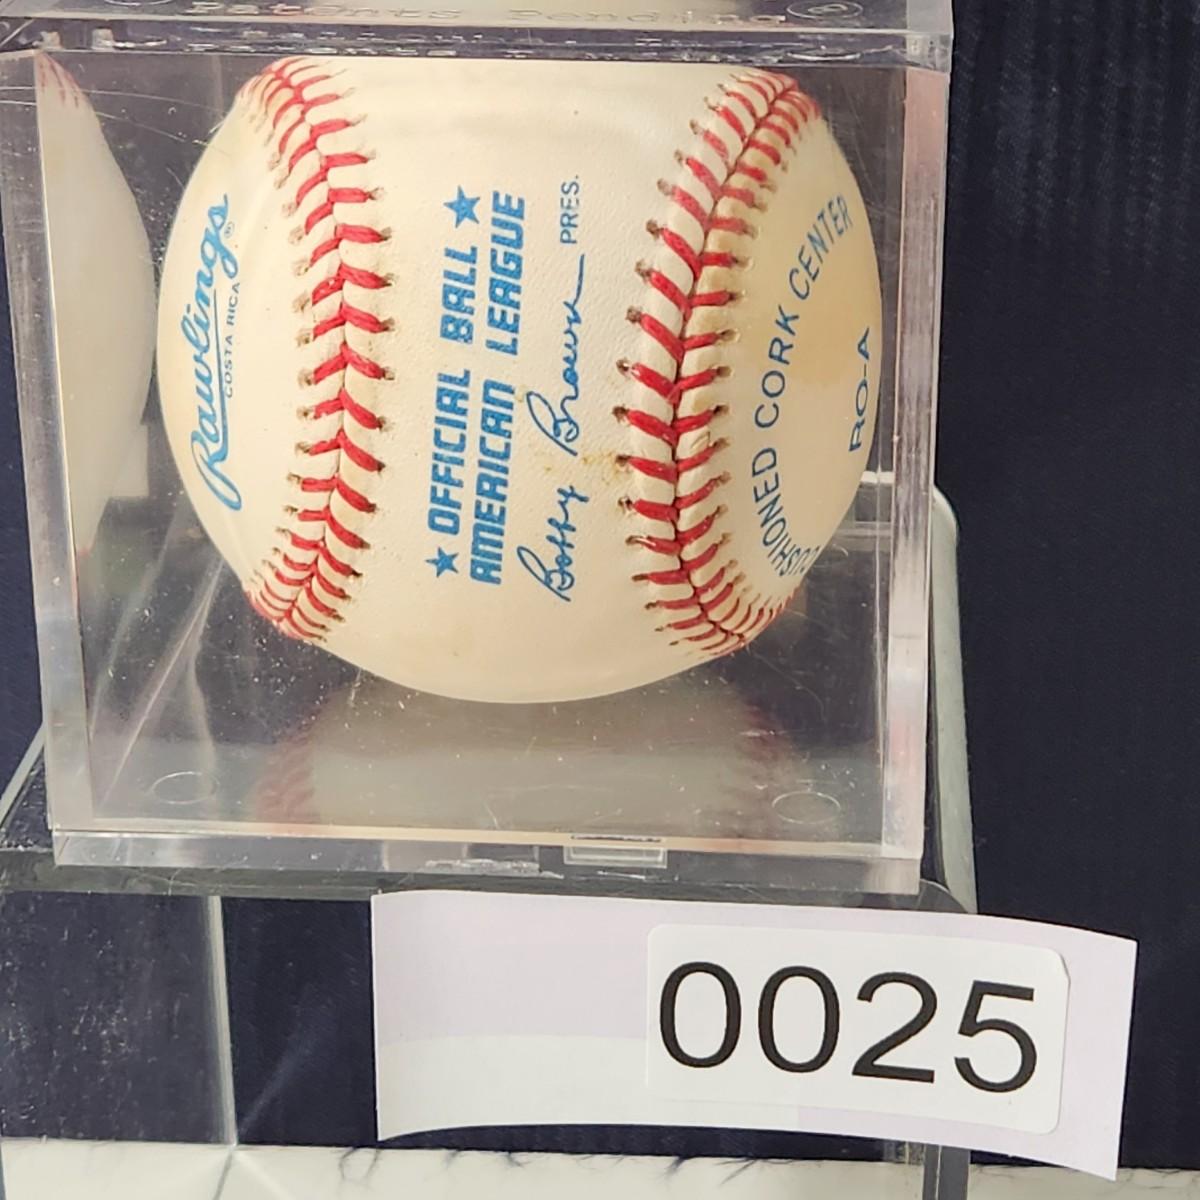 Patents Pending ®
Rawlings®
COSTA RICA
★ OFFICIAL BALL ★
AMERICAN LEAGUE
Bobby Brown PRES.
CUSHIONED CORK CENTER
RO-A
0025